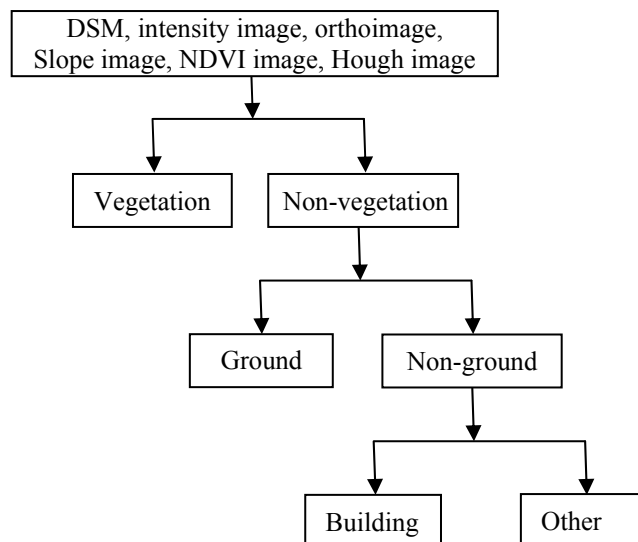 DSM, intensity image, orthoimage,
Slope image, NDVI image, Hough image
Vegetation
Non-vegetation
Ground
Non-ground
Building
Other